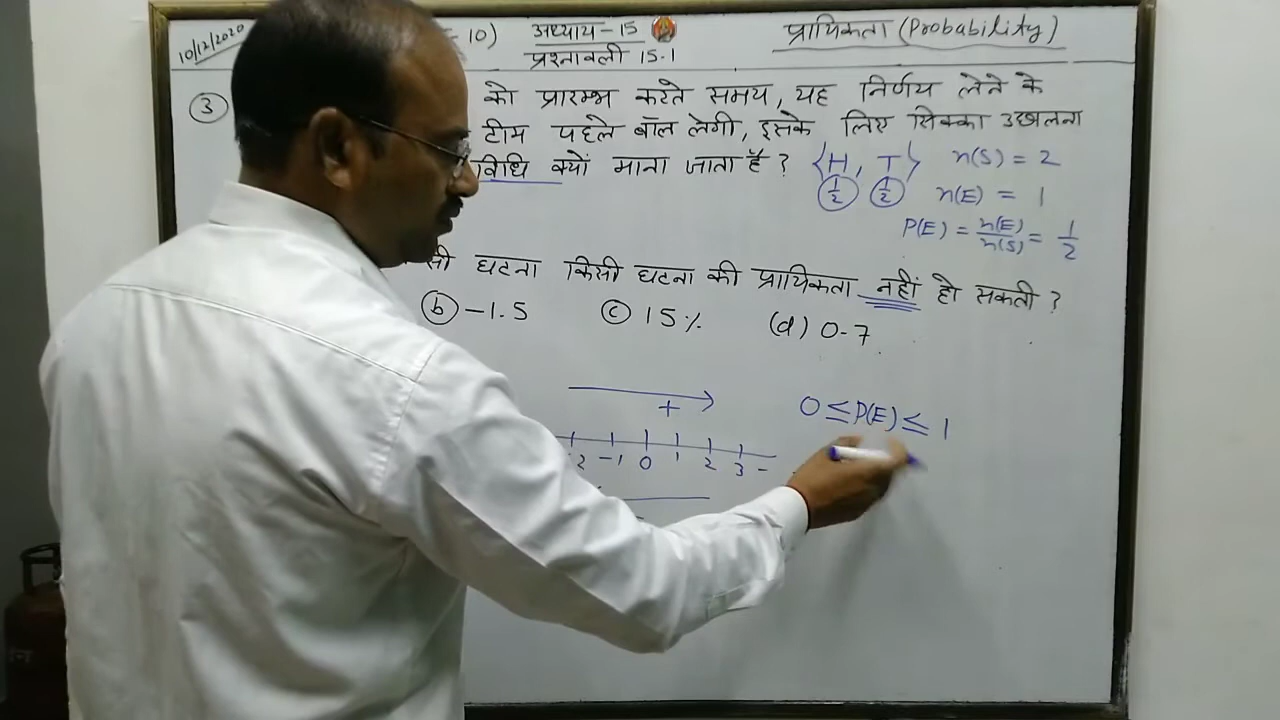 10/12/2020 - 10) अध्याय-15 प्रायिकता (Probability)
प्रश्नावली 15.1
③ को प्रारम्भ करते समय, यह निर्णय लेने के
टीम पहले बॉल लेगी, इसके लिए सिक्का उछालना
विधि क्यों माना जाता है ? {H, T} n(S) = 2
1/2 1/2 n(E) = 1
P(E) = n(E)/n(S) = 1/2
सी घटना किसी घटना की प्रायिकता नहीं हो सकती ?
ⓑ -1.5 ⓒ 15% (d) 0.7
+
0 ≤ P(E) ≤ 1
2 -1 0 1 2 3 -